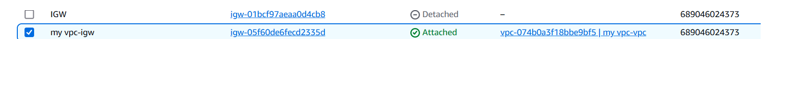 IGW igw-01bcf97aeaa0d4cb8 Detached – 689046024373
my vpc-igw igw-05f60de6fecd2335d Attached vpc-074b0a3f18bbe9bf5 | my vpc-vpc 689046024373